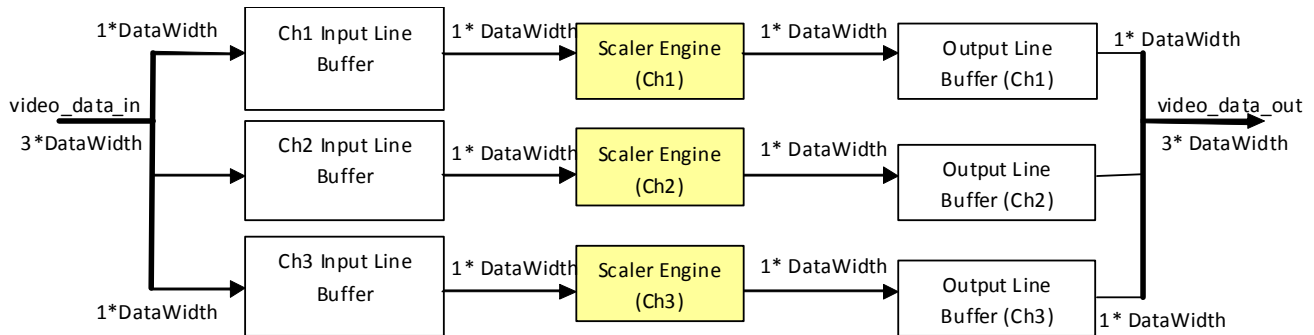 1*DataWidth
Ch1 Input Line
Buffer
1* DataWidth
Scaler Engine
(Ch1)
1* DataWidth
Output Line
Buffer (Ch1)
1* DataWidth
video_data_in
3*DataWidth
Ch2 Input Line
Buffer
1* DataWidth
Scaler Engine
(Ch2)
1* DataWidth
Output Line
Buffer (Ch2)
video_data_out
3* DataWidth
1*DataWidth
Ch3 Input Line
Buffer
1* DataWidth
Scaler Engine
(Ch3)
1* DataWidth
Output Line
Buffer (Ch3)
1* DataWidth